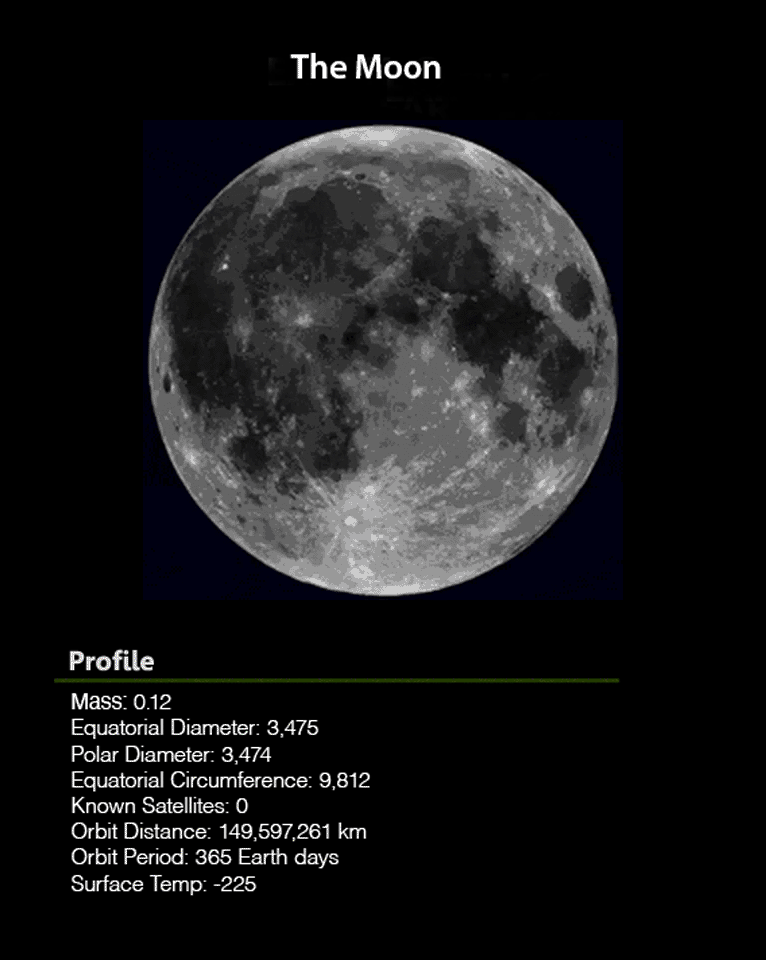 The Moon
Profile
Mass: 0.12
Equatorial Diameter: 3,475
Polar Diameter: 3,474
Equatorial Circumference: 9,812
Known Satellites: 0
Orbit Distance: 149,597,261 km
Orbit Period: 365 Earth days
Surface Temp: -225